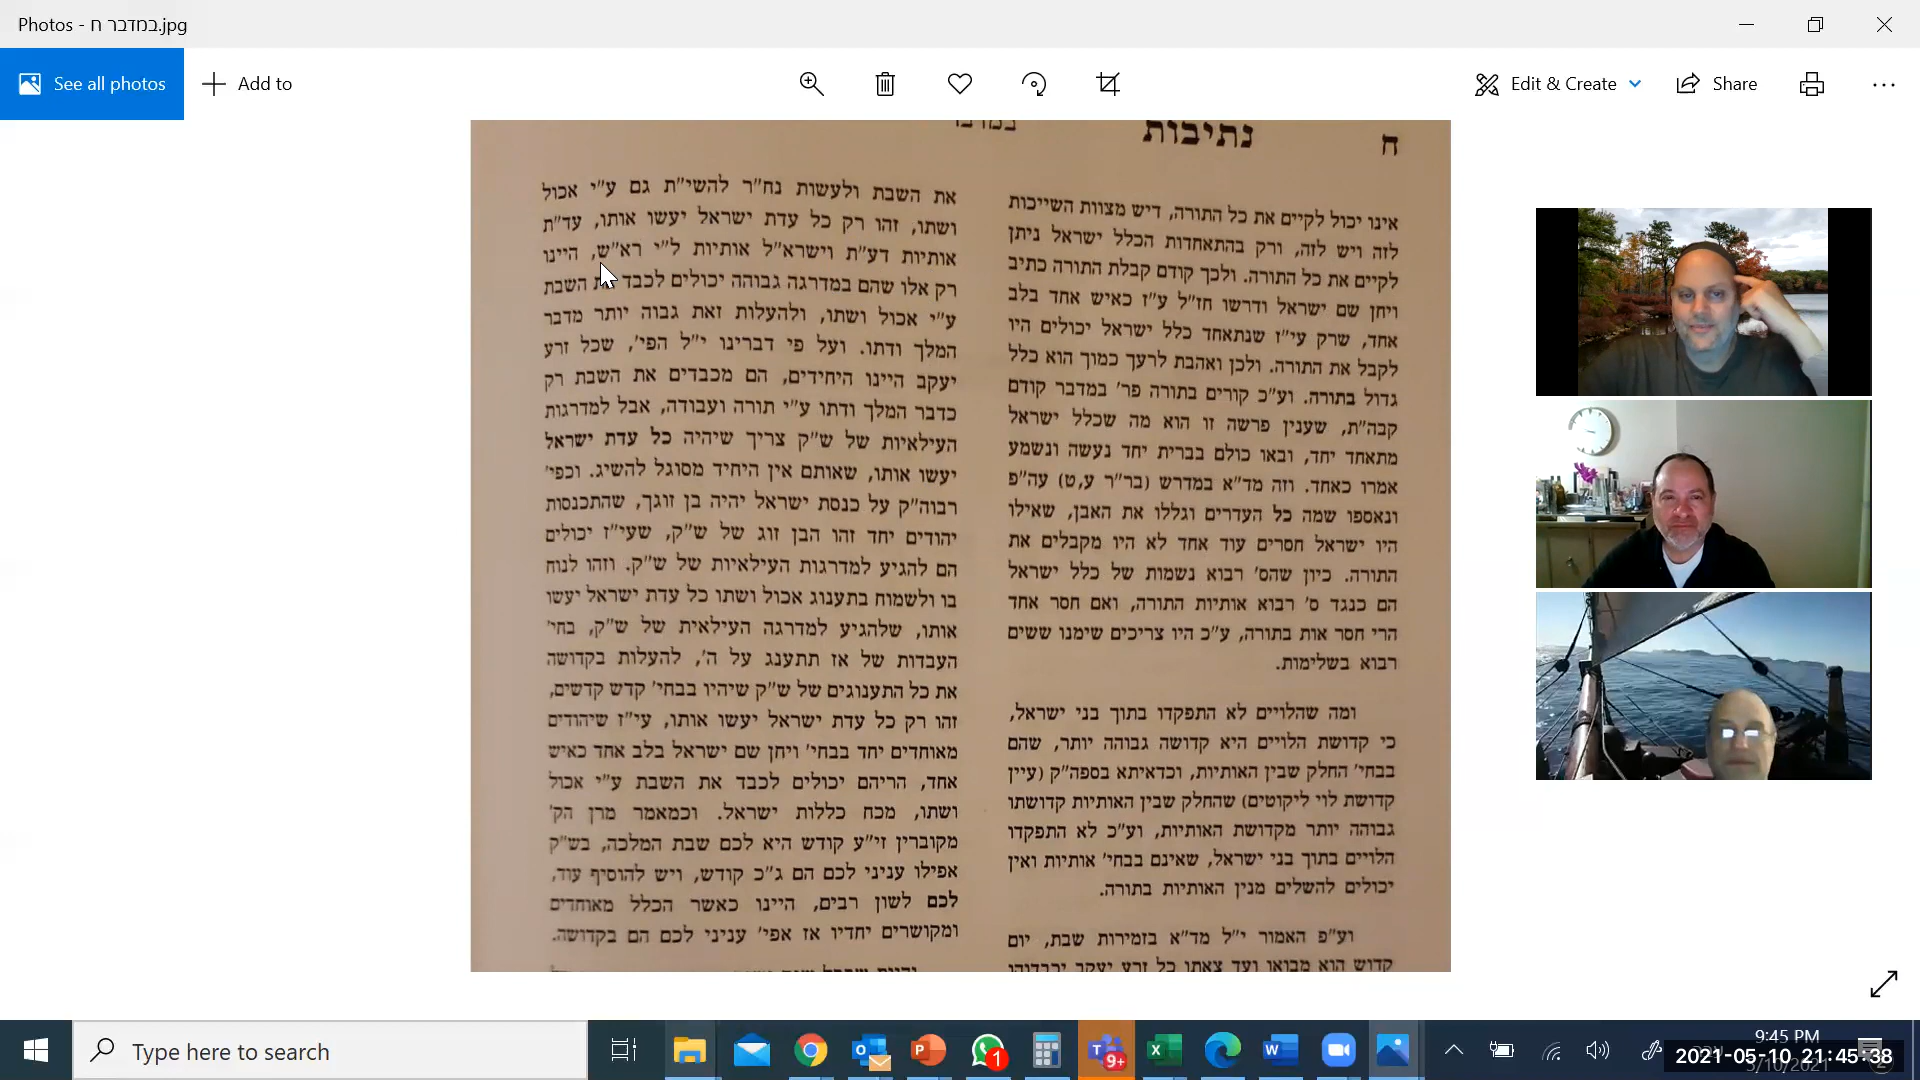 Photos - במדבר ח.jpg
See all photos
Add to
Edit & Create
Share
ח
נתיבות
במדבר
אינו יכול לקיים את כל התורה, דיש מצוות השייכות
לזה ויש לזה, ורק בהתאחדות הכלל ישראל ניתן
לקיים את כל התורה. ולכך קודם קבלת התורה כתיב
ויחן שם ישראל ודרשו חז"ל ע"ז כאיש אחד בלב
אחד, שרק עי"ז שנתאחד כלל ישראל יכולים היו
לקבל את התורה. ולכן ואהבת לרעך כמוך הוא כלל
גדול בתורה. וע"כ קורים בתורה פר' במדבר קודם
קבה"ת, שענין פרשה זו הוא מה שכלל ישראל
מתאחד יחד, ובאו כולם בברית יחד נעשה ונשמע
אמרו כאחד. וזה מד"א במדרש (בר"ר ע,ט) עה"פ
ונאספו שמה כל העדרים וגללו את האבן, שאילו
היו ישראל חסרים עוד אחד לא היו מקבלים את
התורה. כיון שהס' רבוא נשמות של כלל ישראל
הם כנגד ס' רבוא אותיות התורה, ואם חסר אחד
הרי חסר אות בתורה, ע"כ היו צריכים שימנו ששים
רבוא בשלימות.
ומה שהלויים לא התפקדו בתוך בני ישראל,
כי קדושת הלויים היא קדושה גבוהה יותר, שהם
בבחי' החלק שבין האותיות, וכדאיתא בספה"ק (עיין
קדושת לוי ליקוטים) שהחלק שבין האותיות קדושתו
גבוהה יותר מקדושת האותיות, וע"כ לא התפקדו
הלויים בתוך בני ישראל, שאינם בבחי' אותיות ואין
יכולים להשלים מנין האותיות בתורה.
וע"פ האמור י"ל מד"א בזמירות שבת, יום
קדוש הוא מבואו ועד צאתו כל זרע יעקב יכבדוהו
את השבת ולעשות נח"ר להשי"ת גם ע"י אכול
ושתו, זהו רק כל עדת ישראל יעשו אותו, עד"ת
אותיות דע"ת וישרא"ל אותיות ל"י רא"ש, היינו
רק אלו שהם במדרגה גבוהה יכולים לכבד השבת
ע"י אכול ושתו, ולהעלות זאת גבוה יותר מדבר
המלך ודתו. ועל פי דברינו י"ל הפי', שכל זרע
יעקב היינו היחידים, הם מכבדים את השבת רק
כדבר המלך ודתו ע"י תורה ועבודה, אבל למדרגות
העילאיות של ש"ק צריך שיהיה כל עדת ישראל
יעשו אותו, שאותם אין היחיד מסוגל להשיג. וכפי'
רבוה"ק על כנסת ישראל יהיה בן זוגך, שהתכנסות
יהודים יחד זהו הבן זוג של ש"ק, שעי"ז יכולים
הם להגיע למדרגות העילאיות של ש"ק. וזהו לנוח
בו ולשמוח בתענוג אכול ושתו כל עדת ישראל יעשו
אותו, שלהגיע למדרגה העילאית של ש"ק, בחי'
העבדות של אז תתענג על ה', להעלות בקדושה
את כל התענוגים של ש"ק שיהיו בבחי' קדש קדשים,
זהו רק כל עדת ישראל יעשו אותו, עי"ז שיהודים
מאוחדים יחד בבחי' ויחן שם ישראל בלב אחד כאיש
אחד, הריהם יכולים לכבד את השבת ע"י אכול
ושתו, מכח כללות ישראל. וכמאמר מרן הק'
מקוברין זי"ע קודש היא לכם שבת המלכה, בש"ק
אפילו עניני לכם הם ג"כ קודש, ויש להוסיף עוד,
לכם לשון רבים, היינו כאשר הכלל מאוחדים
ומקושרים יחדיו אז אפי' עניני לכם הם בקדושה.
Type here to search
9+
1
9:45 PM
2021-05-10 21:45:38